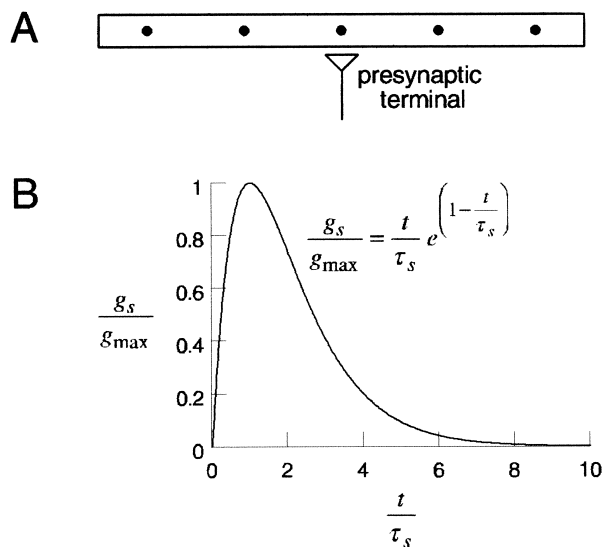 A
presynaptic
terminal
B
g_s / g_max = t/τ_s e^(1 − t/τ_s)
g_s / g_max
1
0.8
0.6
0.4
0.2
0
0 2 4 6 8 10
t / τ_s